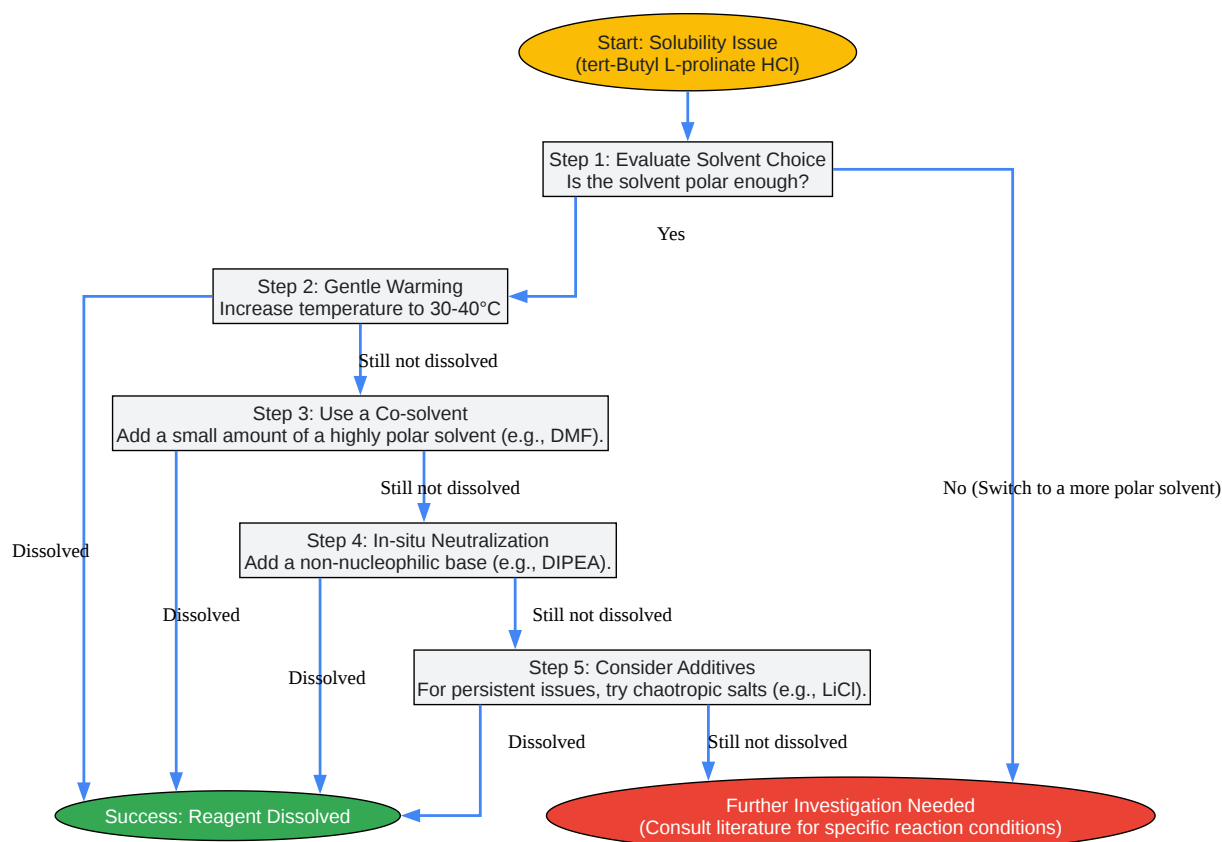 Start: Solubility Issue
(tert-Butyl L-prolinate HCl)
Step 1: Evaluate Solvent Choice
Is the solvent polar enough?
Yes
Step 2: Gentle Warming
Increase temperature to 30-40°C
Still not dissolved
Step 3: Use a Co-solvent
Add a small amount of a highly polar solvent (e.g., DMF).
Still not dissolved
No (Switch to a more polar solvent)
Step 4: In-situ Neutralization
Add a non-nucleophilic base (e.g., DIPEA).
Dissolved
Dissolved
Still not dissolved
Step 5: Consider Additives
For persistent issues, try chaotropic salts (e.g., LiCl).
Dissolved
Dissolved
Still not dissolved
Success: Reagent Dissolved
Further Investigation Needed
(Consult literature for specific reaction conditions)